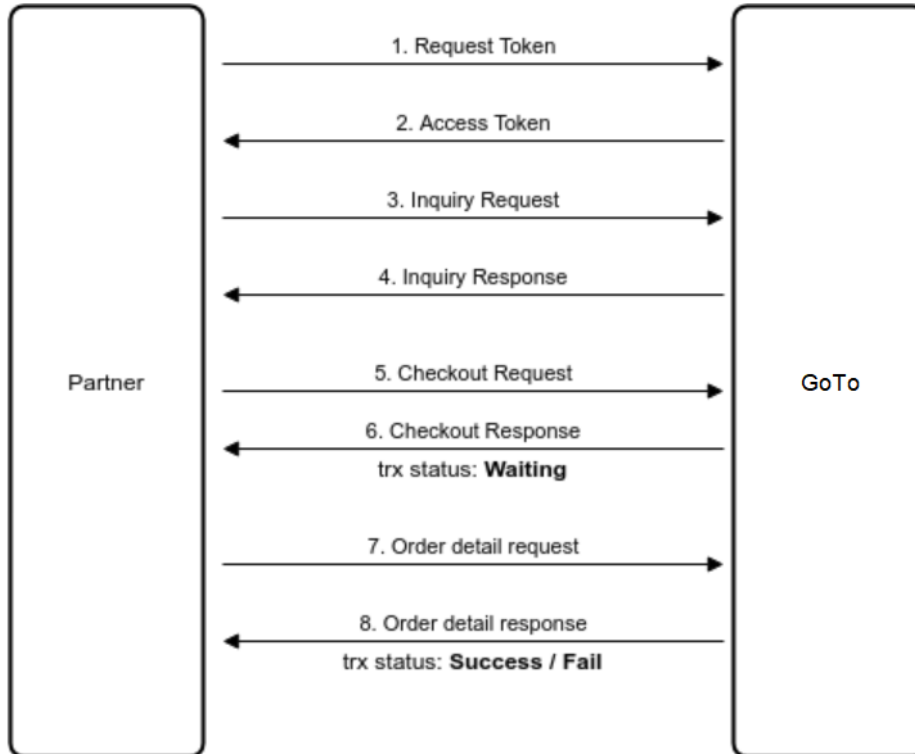 1. Request Token
2. Access Token
3. Inquiry Request
4. Inquiry Response
Partner
5. Checkout Request
GoTo
6. Checkout Response
trx status: Waiting
7. Order detail request
8. Order detail response
trx status: Success / Fail